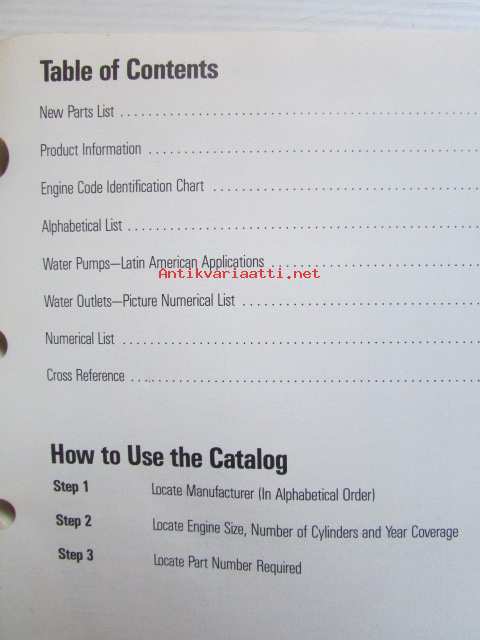 Table of Contents
New Parts List
Product Information
Engine Code Identification Chart
Alphabetical List
Water Pumps—Latin American Applications
Antikvariaatti.net
Water Outlets—Picture Numerical List
Numerical List
Cross Reference
How to Use the Catalog
Step 1 Locate Manufacturer (In Alphabetical Order)
Step 2 Locate Engine Size, Number of Cylinders and Year Coverage
Step 3 Locate Part Number Required